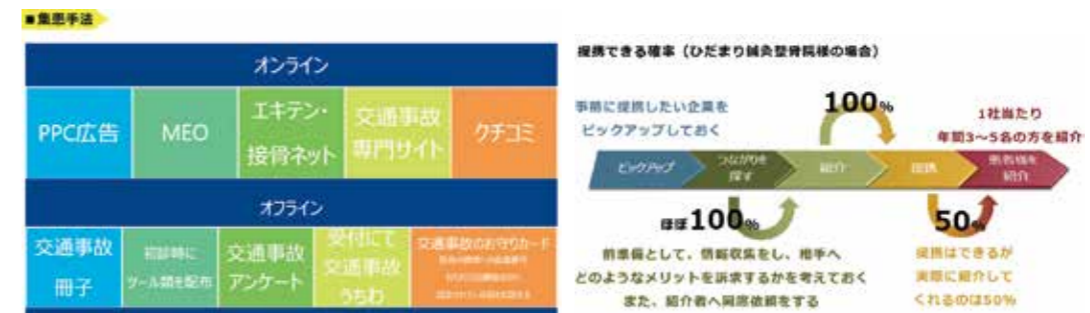 ■集患手法
オンライン
PPC広告
MEO
エキテン・
接骨ネット
交通事故
専門サイト
クチコミ
オフライン
交通事故
冊子
初診時に
ツール類を配布
交通事故
アンケート
受付にて
交通事故
うちわ
交通事故のお守りカード
提携できる確率（ひだまり鍼灸整骨院様の場合）
事前に提携したい企業を
ピックアップしておく
100%
1社当たり
年間3～5名の方を紹介
ピックアップ
つながりを
探す
紹介
提携
患者様を
紹介
ほぼ100%
50%
前準備として、情報収集をし、相手へ
どのようなメリットを訴求するかを考えておく
また、紹介者へ同席依頼をする
提携はできるが
実際に紹介して
くれるのは50%